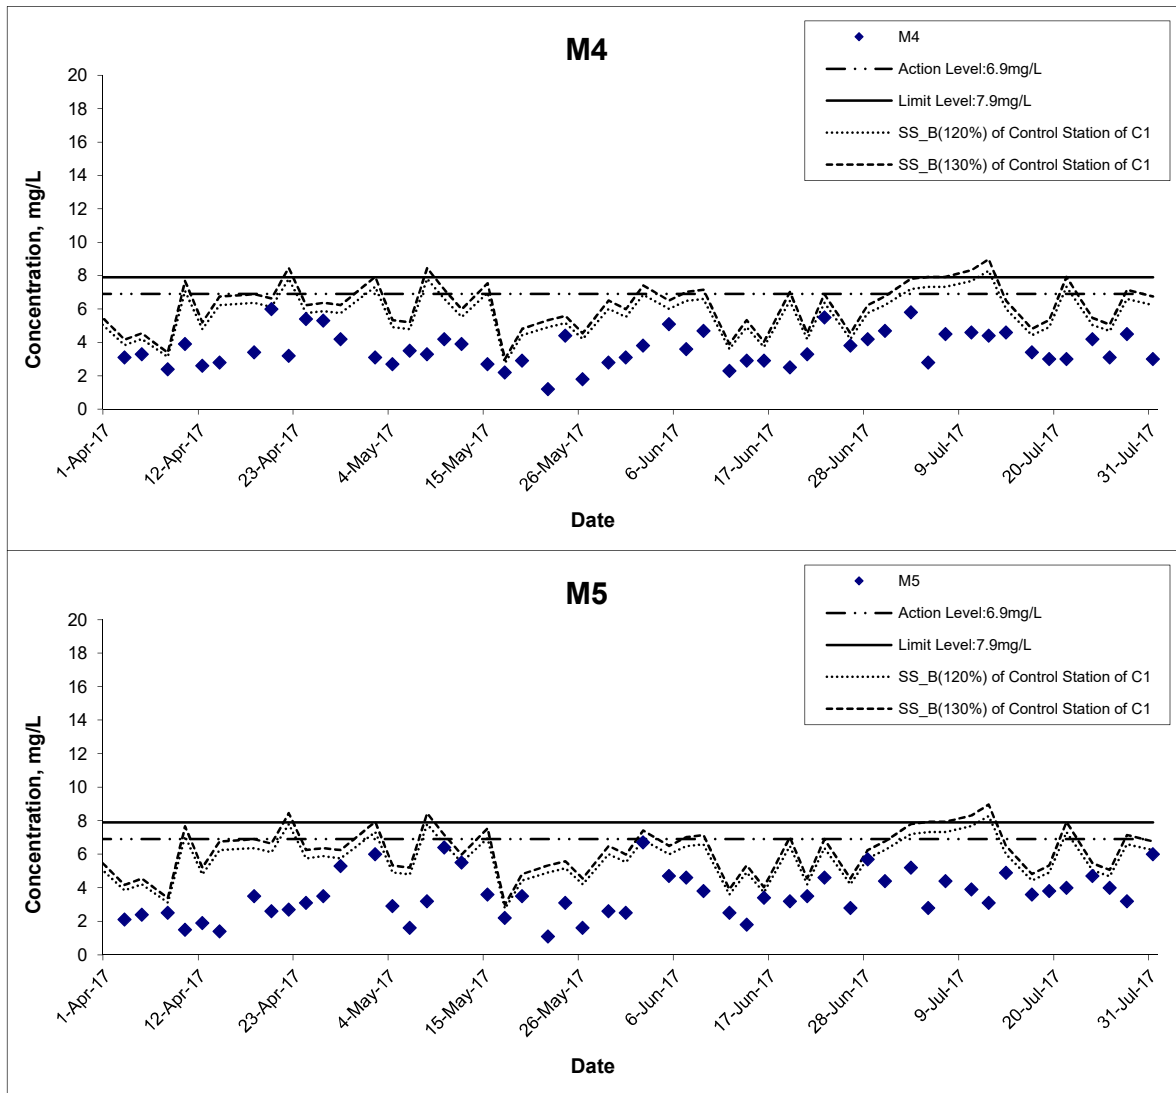 M4
M4
Action Level:6.9mg/L
Limit Level:7.9mg/L
SS_B(120%) of Control Station of C1
SS_B(130%) of Control Station of C1
Concentration, mg/L
20
18
16
14
12
10
8
6
4
2
0
1-Apr-17
12-Apr-17
23-Apr-17
4-May-17
15-May-17
26-May-17
6-Jun-17
17-Jun-17
28-Jun-17
9-Jul-17
20-Jul-17
31-Jul-17
Date
M5
M5
Action Level:6.9mg/L
Limit Level:7.9mg/L
SS_B(120%) of Control Station of C1
SS_B(130%) of Control Station of C1
Concentration, mg/L
20
18
16
14
12
10
8
6
4
2
0
1-Apr-17
12-Apr-17
23-Apr-17
4-May-17
15-May-17
26-May-17
6-Jun-17
17-Jun-17
28-Jun-17
9-Jul-17
20-Jul-17
31-Jul-17
Date